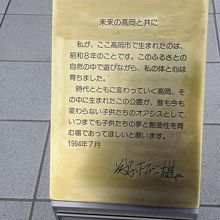 未来の高岡と共に
私が、ここ高岡市で生まれたのは、
昭和8年のことです。このふるさとの
自然の中で遊びながら、私の体と心は
育ちました。
時代とともに変わっていく高岡、そ
の中に生まれたこの公園が、昔も今も
変わらない子供たちのオアシスとして、
いつまでも子供たちの夢と創造性を育
む場であってほしいと願います。
1994年7月